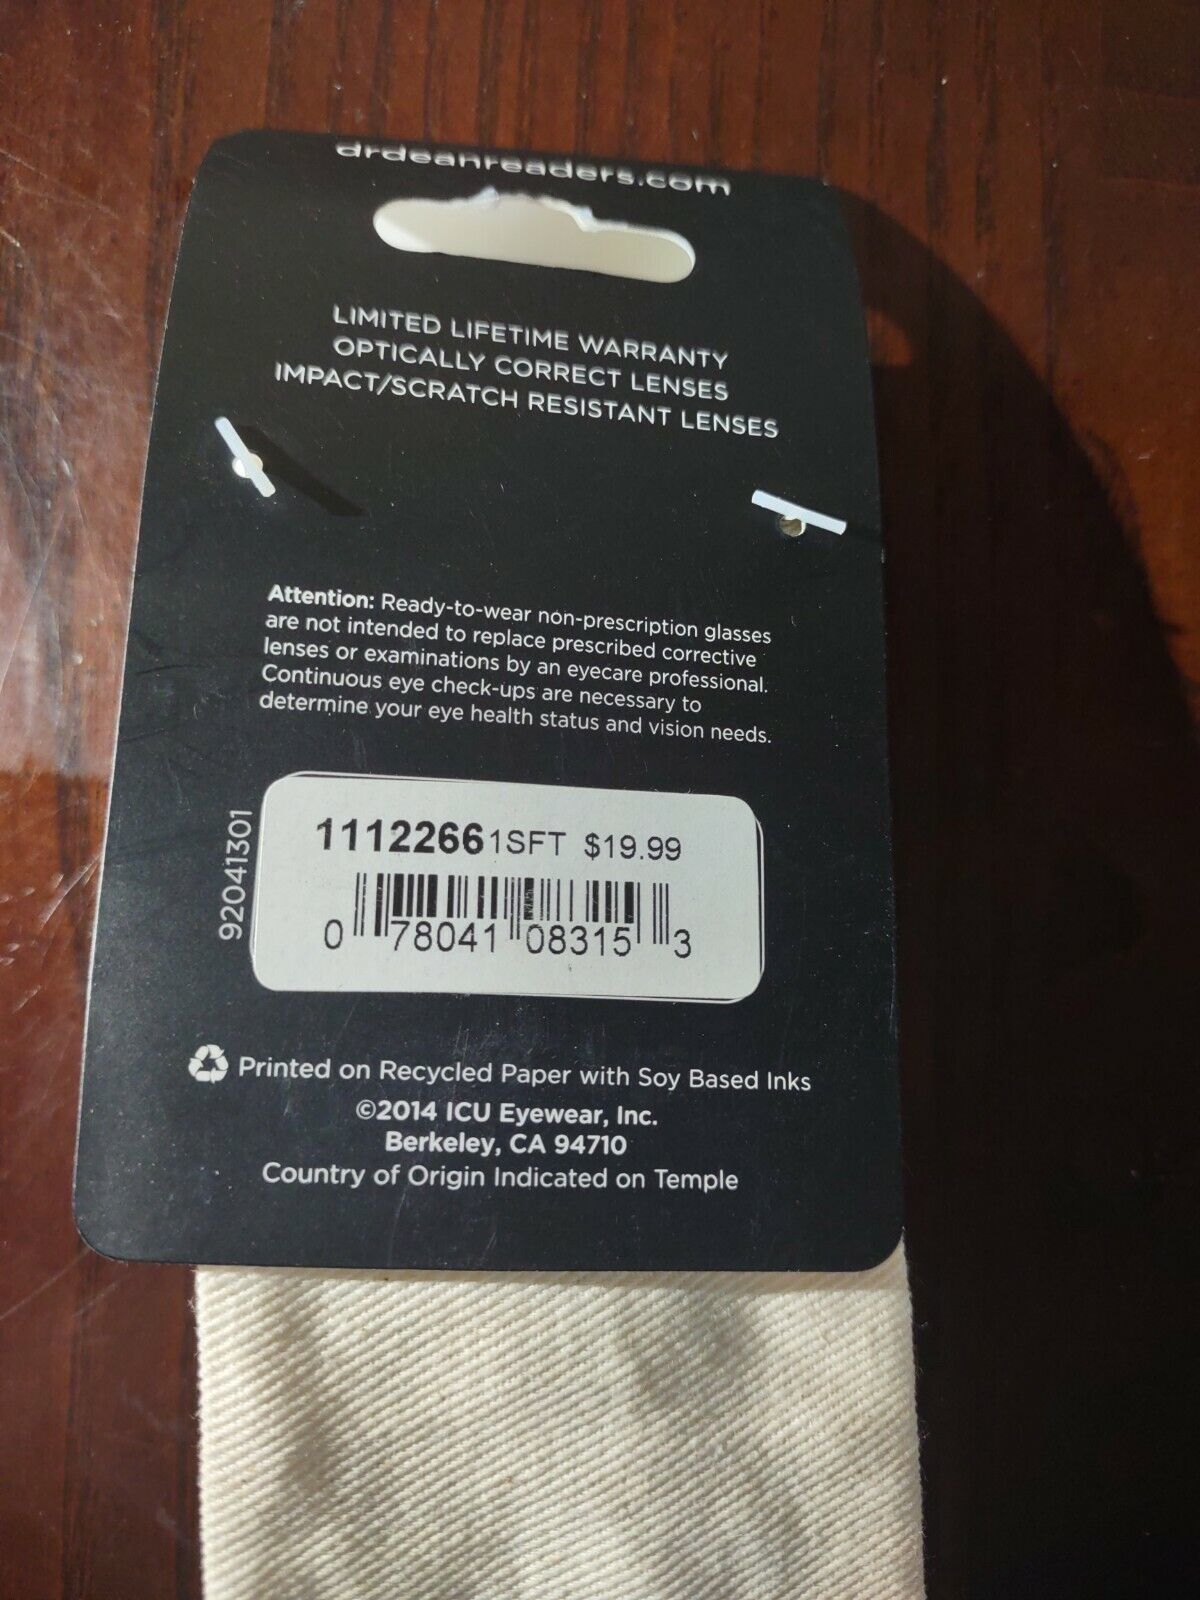 drdeanreaders.com
LIMITED LIFETIME WARRANTY
OPTICALLY CORRECT LENSES
IMPACT/SCRATCH RESISTANT LENSES
Attention: Ready-to-wear non-prescription glasses
are not intended to replace prescribed corrective
lenses or examinations by an eyecare professional.
Continuous eye check-ups are necessary to
determine your eye health status and vision needs.
92041301
1112266 1SFT $19.99
0 78041 08315 3
Printed on Recycled Paper with Soy Based Inks
©2014 ICU Eyewear, Inc.
Berkeley, CA 94710
Country of Origin Indicated on Temple